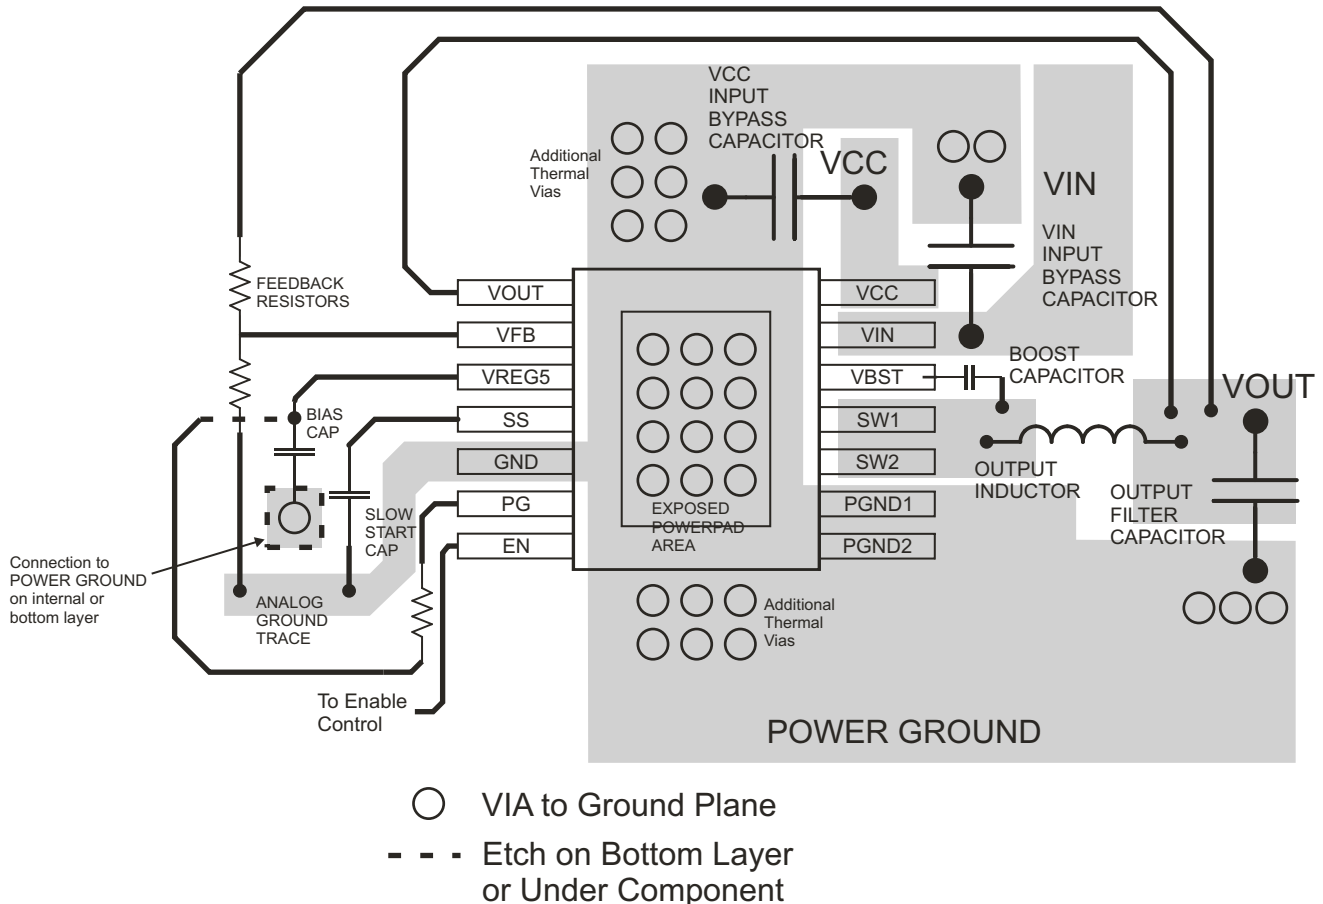 VCC
INPUT
BYPASS
CAPACITOR
VCC
Additional
Thermal
Vias
VIN
VIN
INPUT
BYPASS
CAPACITOR
FEEDBACK
RESISTORS
VOUT
VFB
VREG5
SS
GND
PG
EN
VCC
VIN
VBST
SW1
SW2
PGND1
PGND2
EXPOSED
POWERPAD
AREA
BOOST
CAPACITOR
VOUT
OUTPUT
INDUCTOR
OUTPUT
FILTER
CAPACITOR
BIAS
CAP
SLOW
START
CAP
Connection to
POWER GROUND
on internal or
bottom layer
ANALOG
GROUND
TRACE
Additional
Thermal
Vias
To Enable
Control
POWER GROUND
VIA to Ground Plane
Etch on Bottom Layer
or Under Component